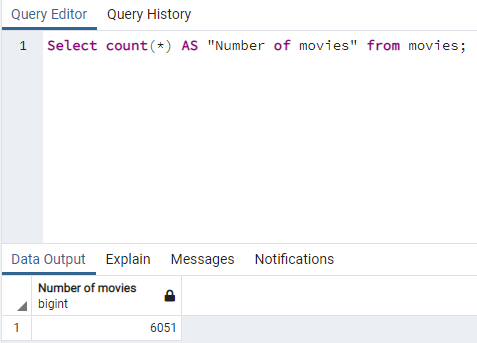 Query Editor Query History
1 Select count(*) AS "Number of movies" from movies;
Data Output Explain Messages Notifications
Number of movies
bigint
1 6051